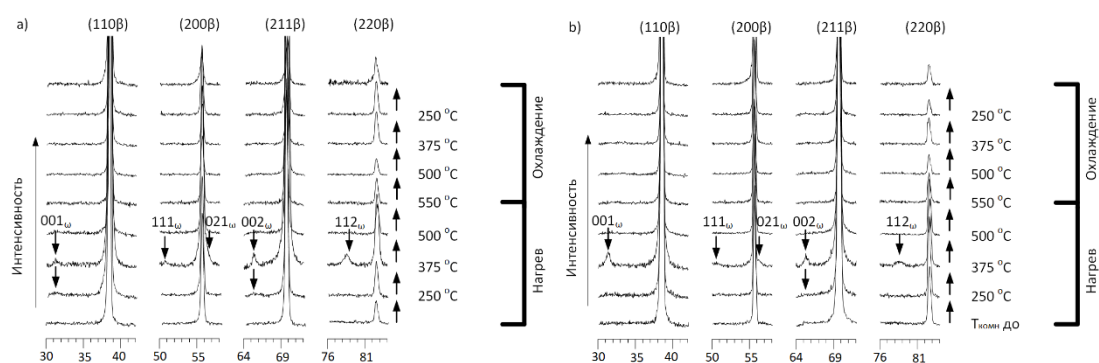 a)
(110β) (200β) (211β) (220β)
Интенсивность
001ω 111ω 021ω 002ω 112ω
250 °C
375 °C
500 °C
550 °C
500 °C
375 °C
250 °C
Охлаждение
Нагрев
30 35 40 50 55 64 69 76 81
b)
(110β) (200β) (211β) (220β)
Интенсивность
001ω 111ω 021ω 002ω 112ω
250 °C
375 °C
500 °C
550 °C
500 °C
375 °C
250 °C
Tкомн до
Охлаждение
Нагрев
30 35 40 50 55 64 69 76 81